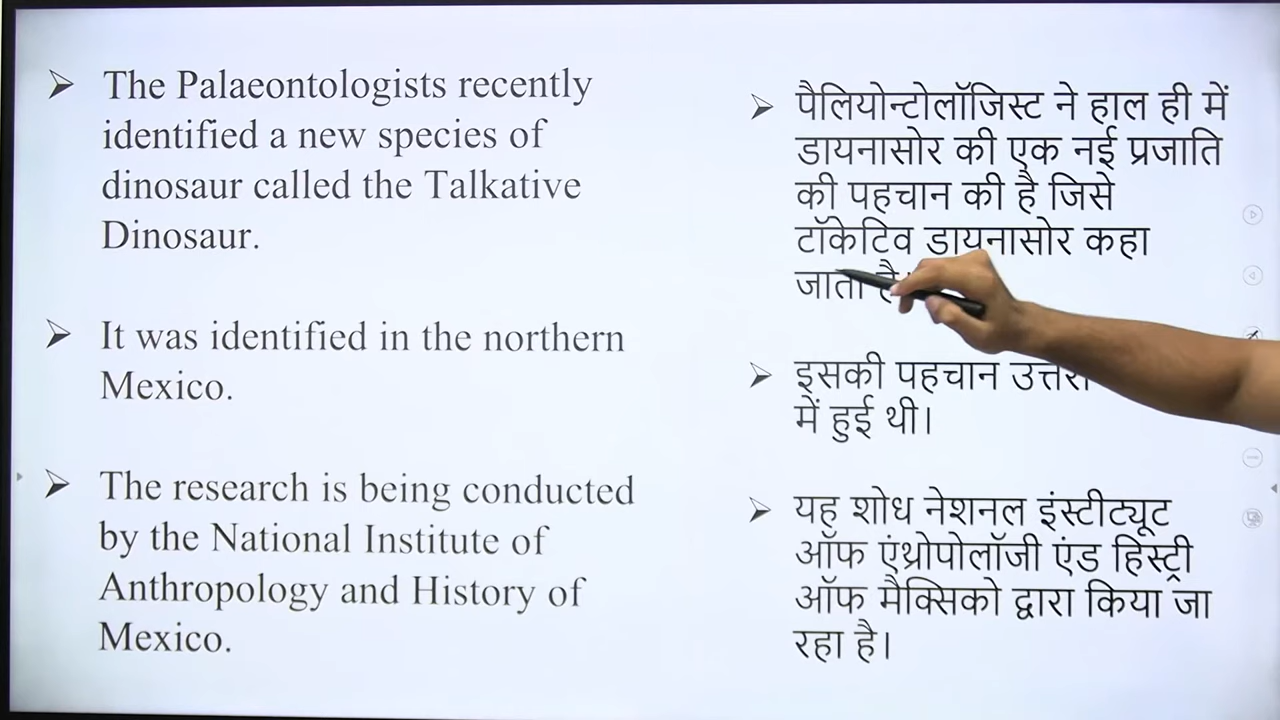 The Palaeontologists recently
identified a new species of
dinosaur called the Talkative
Dinosaur.
It was identified in the northern
Mexico.
The research is being conducted
by the National Institute of
Anthropology and History of
Mexico.
पैलियोन्टोलॉजिस्ट ने हाल ही में
डायनासोर की एक नई प्रजाति
की पहचान की है जिसे
टॉकेटिव डायनासोर कहा
जाता है।
इसकी पहचान
में हुई थी।
यह शोध नेशनल इंस्टीट्यूट
ऑफ एंथ्रोपोलॉजी एंड हिस्ट्री
ऑफ मैक्सिको द्वारा किया जा
रहा है।